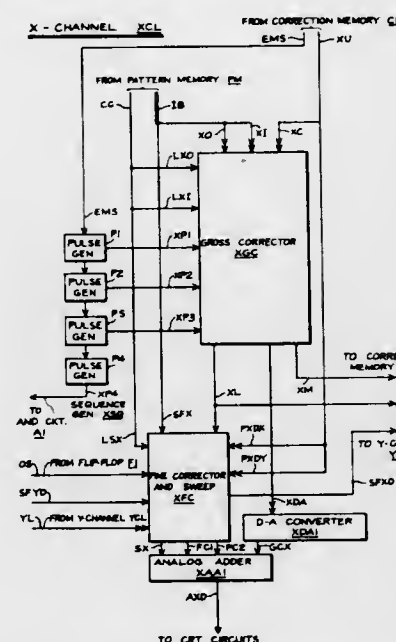 X-CHANNEL XCL
FROM CORRECTION MEMORY
EMS
XU
FROM PATTERN MEMORY PM
CG
IB
XO
XI
XC
LXO
LXI
EMS
GROSS CORRECTOR
XGC
P1
PULSE GEN
XP1
P2
PULSE GEN
XP2
P3
PULSE GEN
XP3
P4
PULSE GEN
XP4
SEQUENCE GEN XSG
TO AND CKT. A1
XL
XM
TO CORRE
MEMORY
LSX
SFX
PXDX
PXDY
OS
FROM FLIP-FLOP F1
FINE CORRECTOR AND SWEEP
XFC
SFYD
YL
FROM Y-CHANNEL YCL
TO Y-C
SFXD
XDA
D-A CONVERTER
XDA1
SX
FC1
FC2
GCX
ANALOG ADDER
XAA1
AXD
TO CRT CIRCUITS